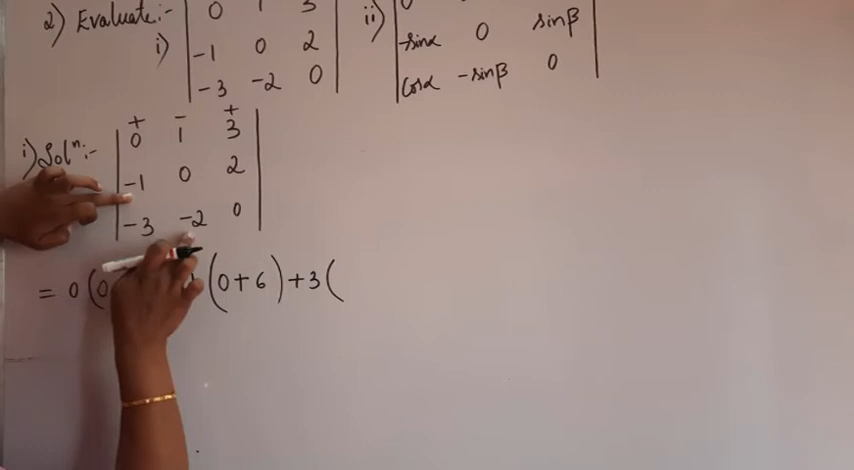 2) Evaluate:- 0 1 3 ii) 0
i) -1 0 2 -sinα 0 sinβ
-3 -2 0 cosα -sinβ 0
+ - +
i) Solⁿ:- 0 1 3
-1 0 2
-3 -2 0
= 0 (0 (0+6) +3 (